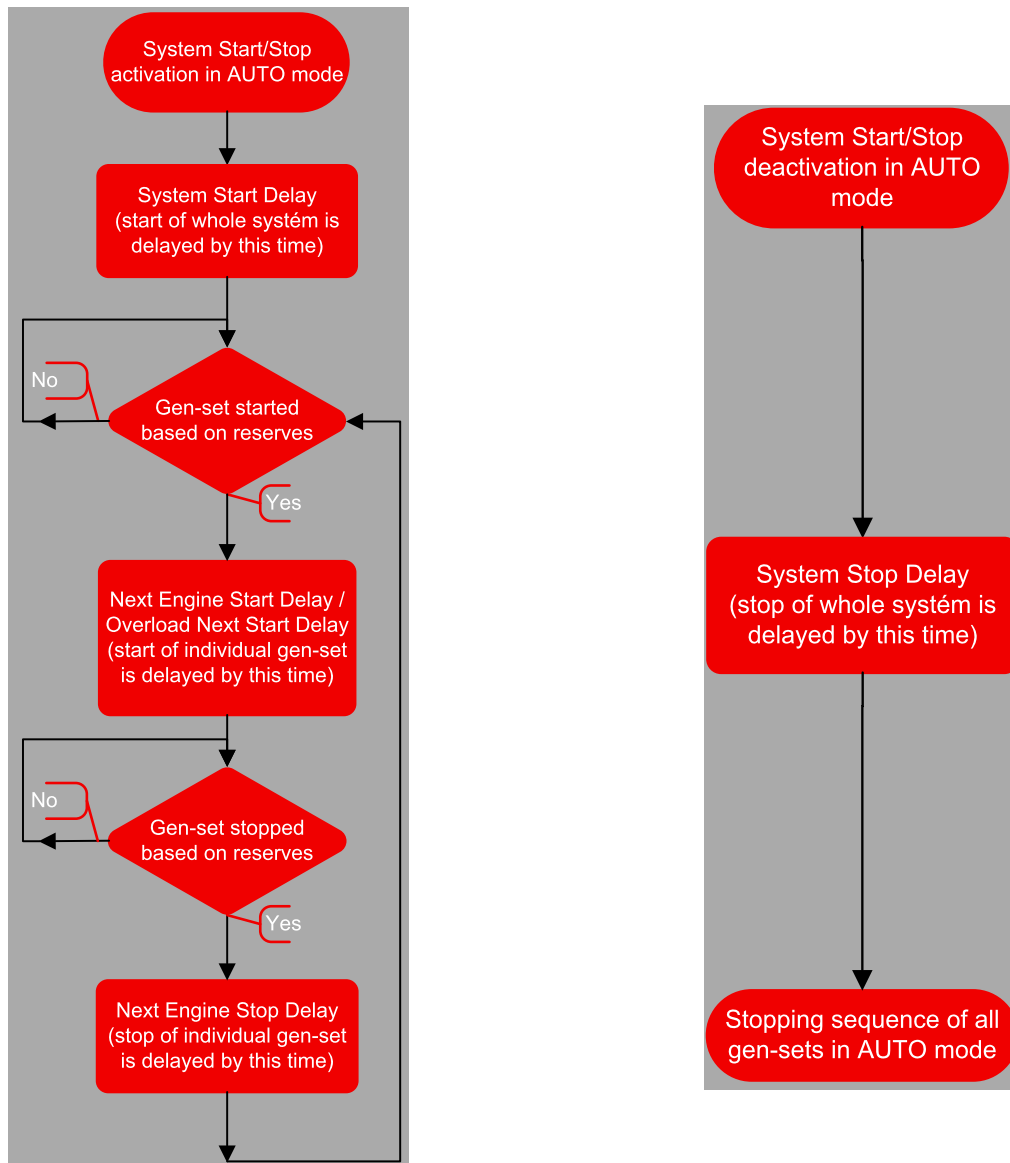 System Start/Stop
activation in AUTO mode
System Start Delay
(start of whole systém is
delayed by this time)
No
Gen-set started
based on reserves
Yes
Next Engine Start Delay /
Overload Next Start Delay
(start of individual gen-set
is delayed by this time)
No
Gen-set stopped
based on reserves
Yes
Next Engine Stop Delay
(stop of individual gen-set
is delayed by this time)
System Start/Stop
deactivation in AUTO
mode
System Stop Delay
(stop of whole systém is
delayed by this time)
Stopping sequence of all
gen-sets in AUTO mode